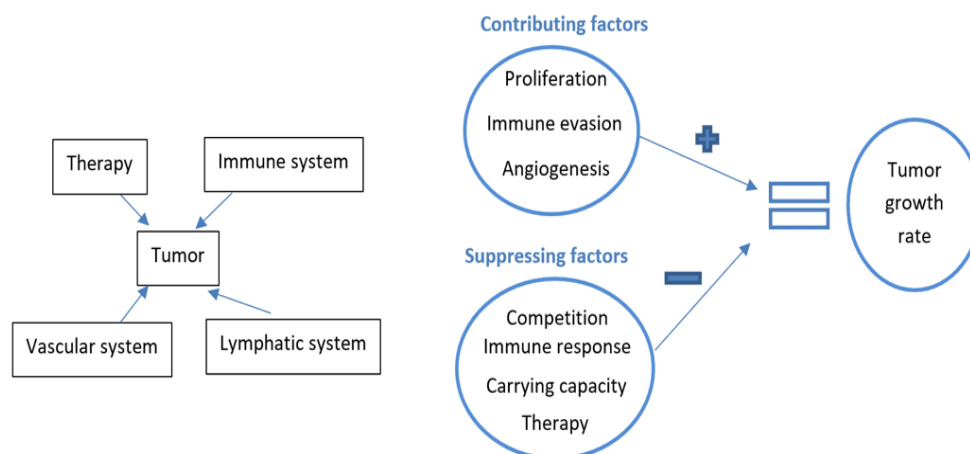 Therapy
Immune system
Tumor
Vascular system
Lymphatic system
Contributing factors
Proliferation
Immune evasion
Angiogenesis
Suppressing factors
Competition
Immune response
Carrying capacity
Therapy
Tumor
growth
rate